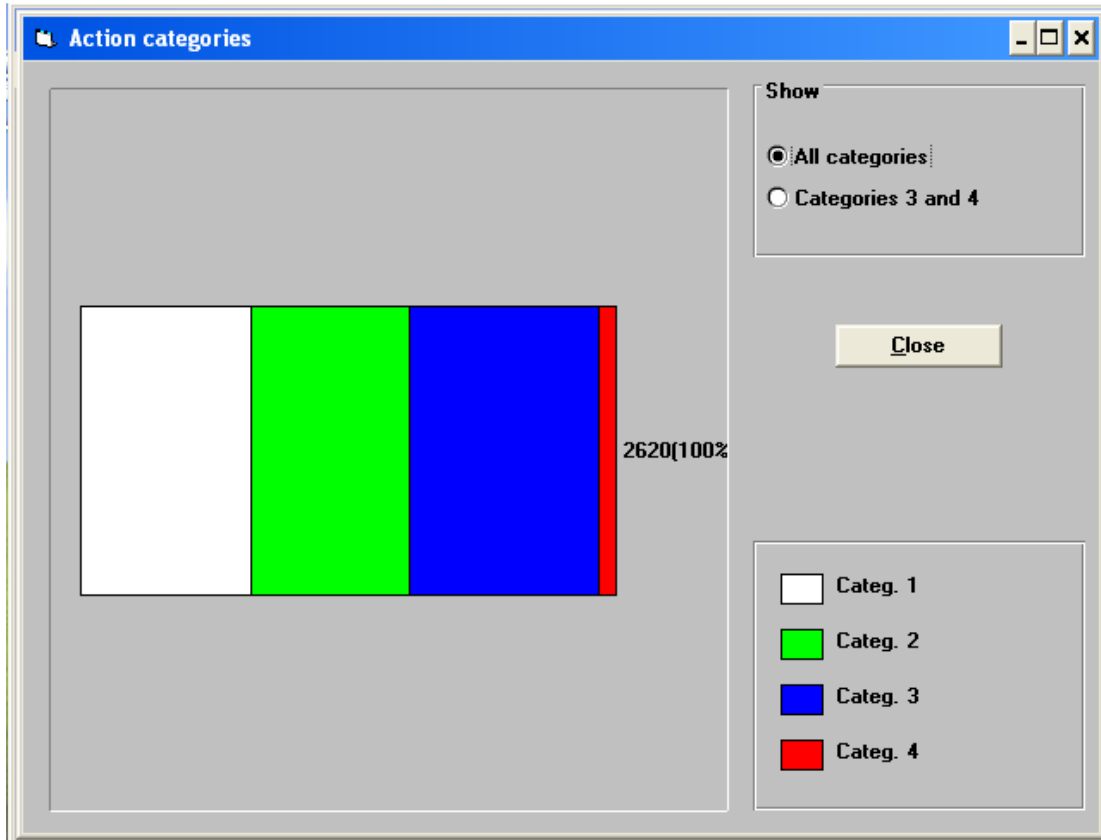 Action categories
Show
All categories
Categories 3 and 4
Close
2620(100%
Categ. 1
Categ. 2
Categ. 3
Categ. 4